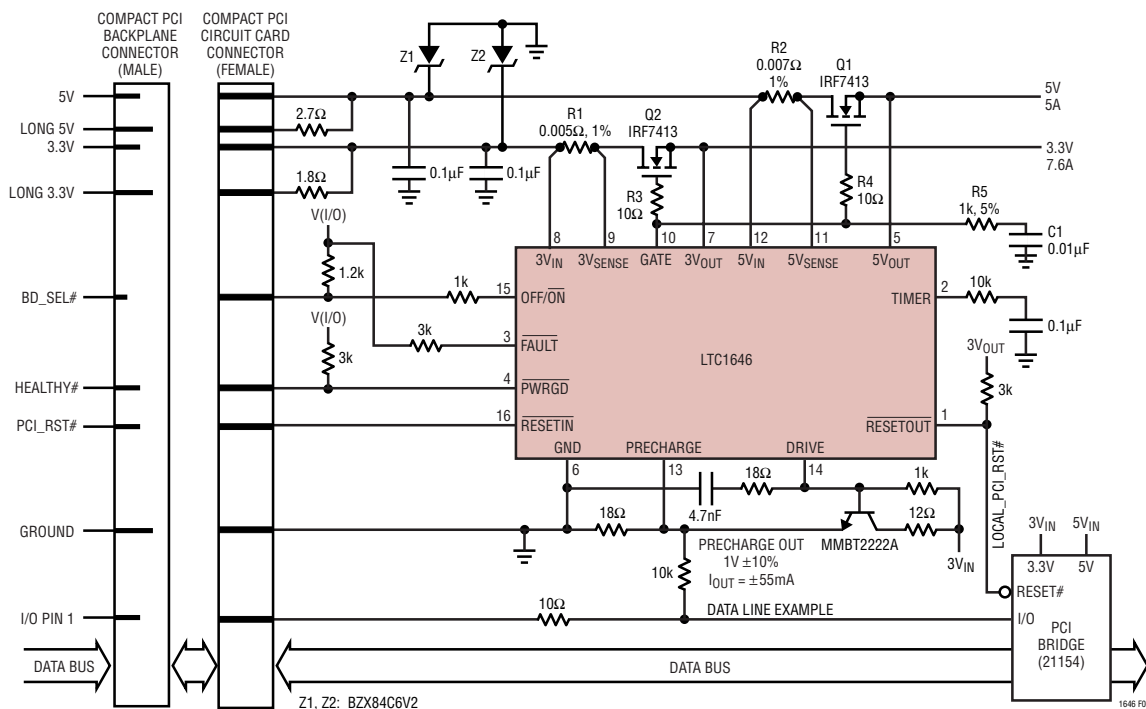 COMPACT PCI
BACKPLANE
CONNECTOR
(MALE)
COMPACT PCI
CIRCUIT CARD
CONNECTOR
(FEMALE)
Z1
Z2
R2
0.007Ω
1%
Q1
IRF7413
5V
5V
5A
LONG 5V
2.7Ω
R1
0.005Ω, 1%
Q2
IRF7413
3.3V
3.3V
7.6A
LONG 3.3V
1.8Ω
0.1µF
0.1µF
R3
10Ω
R4
10Ω
R5
1k, 5%
C1
0.01µF
V(I/O)
1.2k
8
9
10
7
12
11
5
3VIN
3VSENSE
GATE
3VOUT
5VIN
5VSENSE
5VOUT
BD_SEL#
1k
15
OFF/ON
TIMER
2
10k
0.1µF
V(I/O)
3k
3k
3
FAULT
LTC1646
3VOUT
3k
HEALTHY#
4
PWRGD
PCI_RST#
16
RESETIN
RESETOUT
1
GND
PRECHARGE
DRIVE
6
13
14
LOCAL_PCI_RST#
4.7nF
18Ω
1k
GROUND
18Ω
12Ω
MMBT2222A
3VIN
PRECHARGE OUT
1V ±10%
IOUT = ±55mA
10k
3VIN
5VIN
3.3V
5V
RESET#
I/O PIN 1
10Ω
DATA LINE EXAMPLE
I/O
PCI
BRIDGE
(21154)
DATA BUS
DATA BUS
Z1, Z2: BZX84C6V2
1646 F0